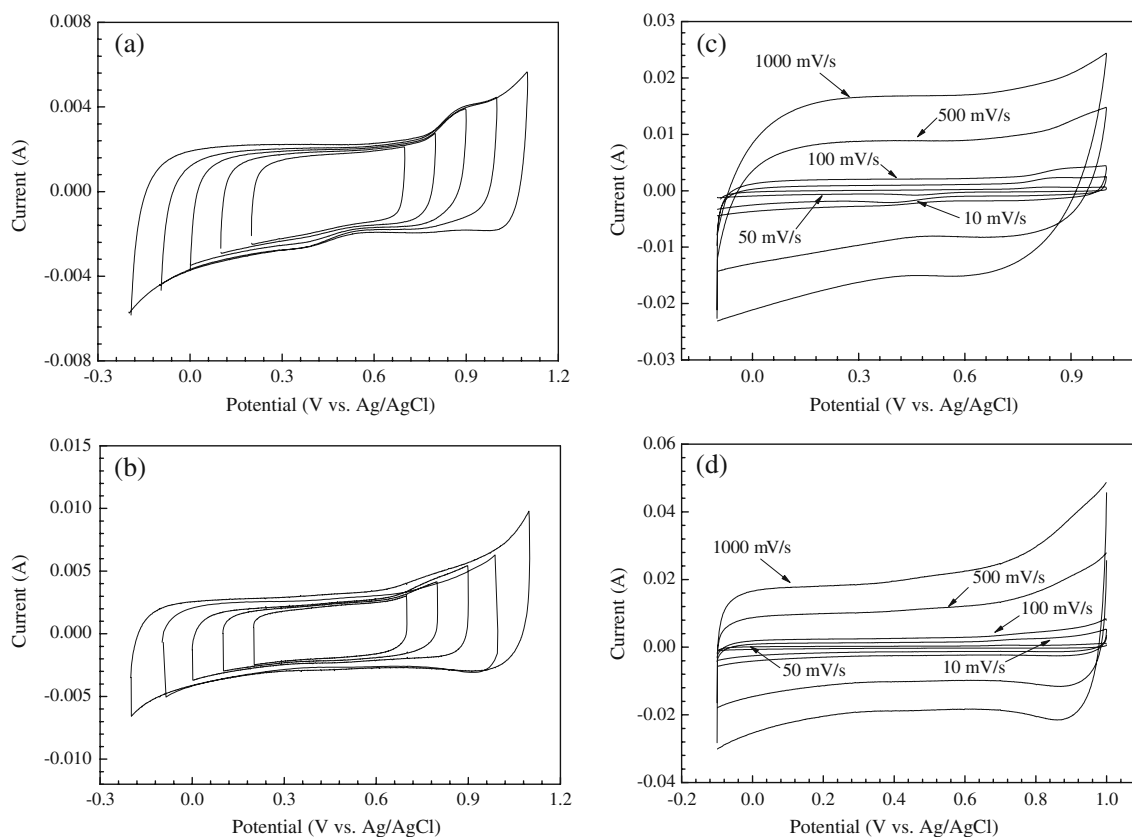 (a)
0.008
0.004
0.000
-0.004
-0.008
Current (A)
-0.3 0.0 0.3 0.6 0.9 1.2
Potential (V vs. Ag/AgCl)
(c)
0.03
0.02
0.01
0.00
-0.01
-0.02
-0.03
Current (A)
1000 mV/s
500 mV/s
100 mV/s
50 mV/s
10 mV/s
0.0 0.3 0.6 0.9
Potential (V vs. Ag/AgCl)
(b)
0.015
0.010
0.005
0.000
-0.005
-0.010
Current (A)
-0.3 0.0 0.3 0.6 0.9 1.2
Potential (V vs. Ag/AgCl)
(d)
0.06
0.04
0.02
0.00
-0.02
-0.04
Current (A)
1000 mV/s
500 mV/s
100 mV/s
50 mV/s
10 mV/s
-0.2 0.0 0.2 0.4 0.6 0.8 1.0
Potential (V vs. Ag/AgCl)